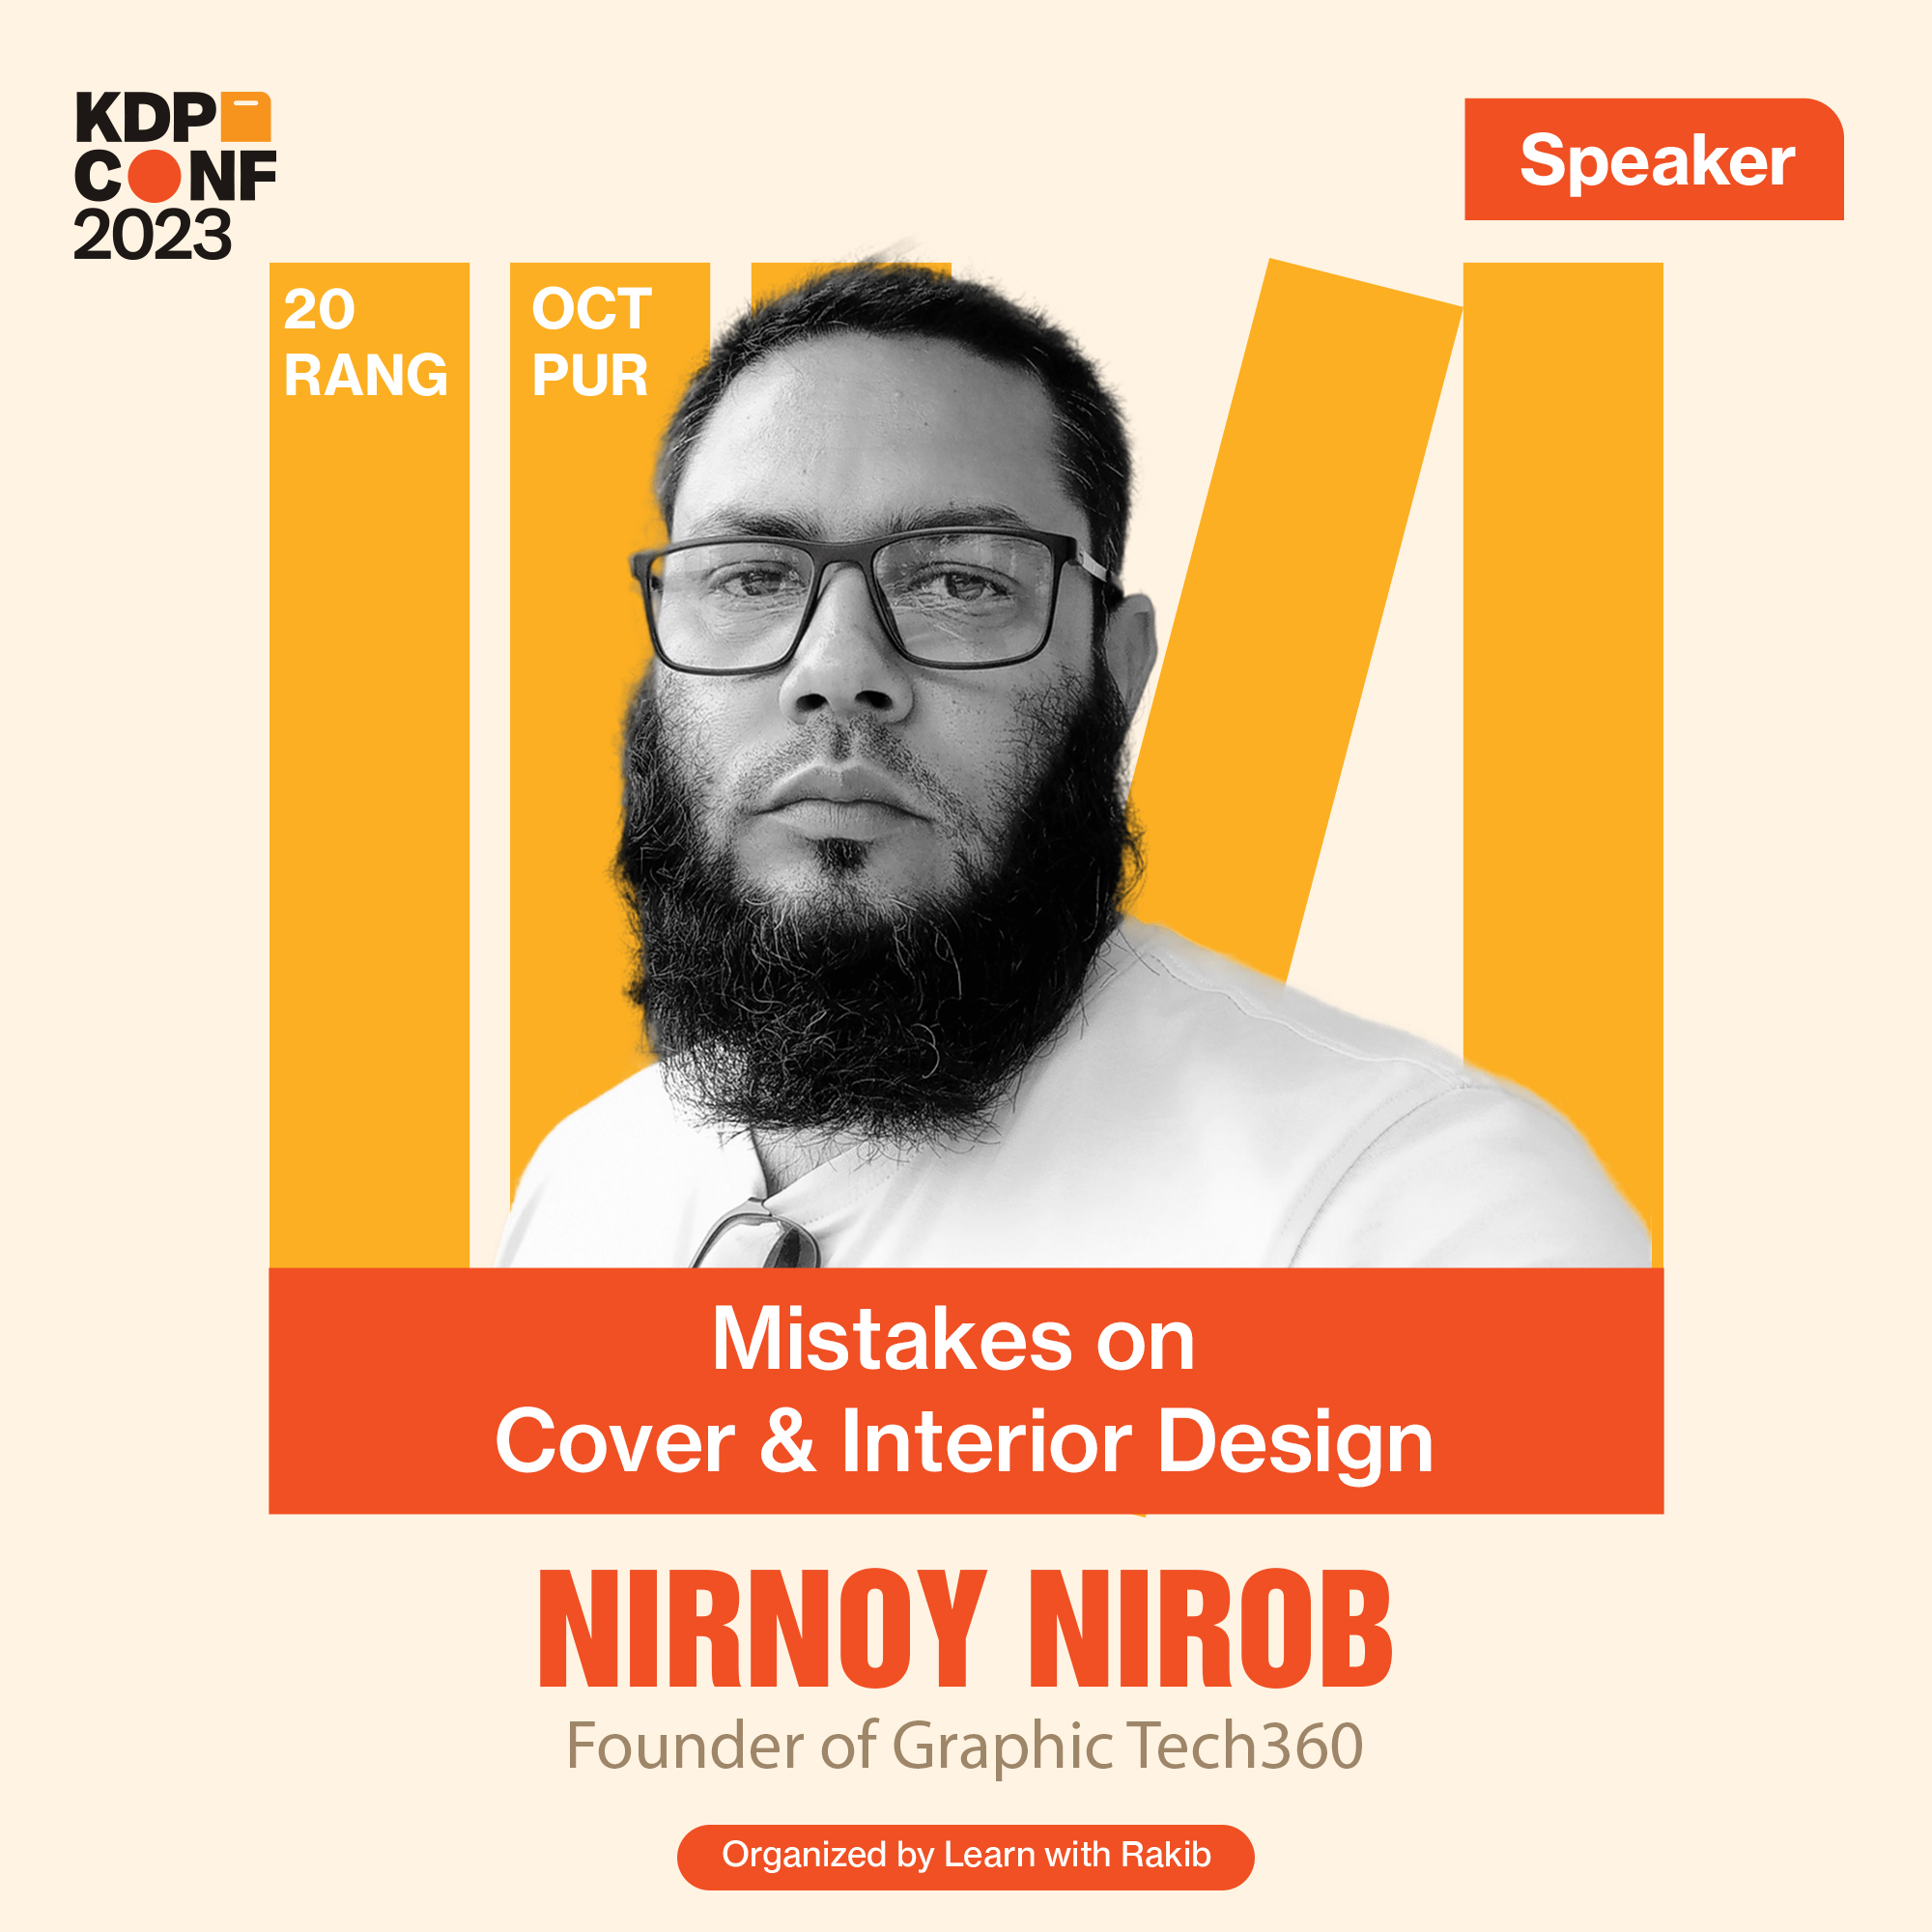 KDP
CONF
2023
Speaker
20 OCT
RANG PUR
Mistakes on
Cover & Interior Design
NIRNOY NIROB
Founder of Graphic Tech360
Organized by Learn with Rakib